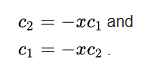 c₂ = −xc₁ and
c₁ = −xc₂ .